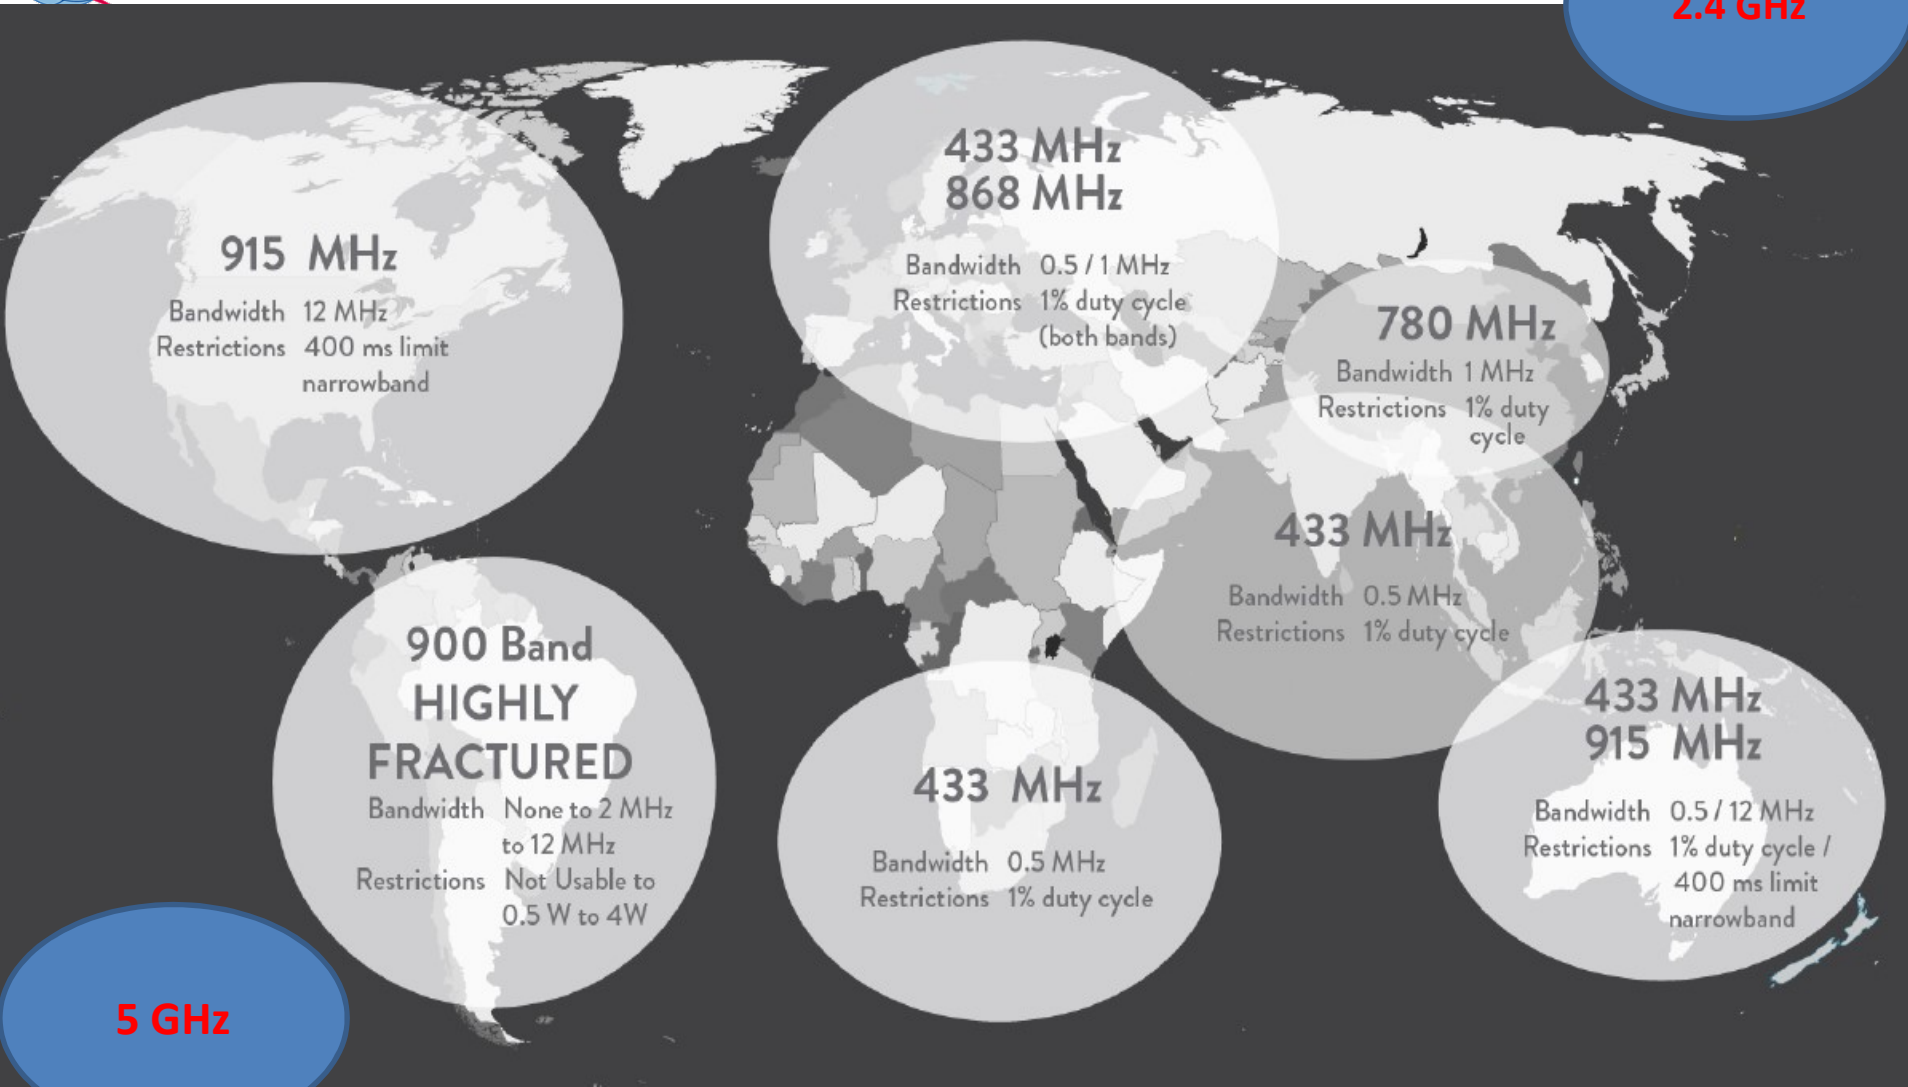 2.4 GHz
915 MHz
Bandwidth 12 MHz
Restrictions 400 ms limit
narrowband
433 MHz
868 MHz
Bandwidth 0.5 / 1 MHz
Restrictions 1% duty cycle
(both bands)
780 MHz
Bandwidth 1 MHz
Restrictions 1% duty
cycle
433 MHz
Bandwidth 0.5 MHz
Restrictions 1% duty cycle
900 Band
HIGHLY
FRACTURED
Bandwidth None to 2 MHz
to 12 MHz
Restrictions Not Usable to
0.5 W to 4W
433 MHz
Bandwidth 0.5 MHz
Restrictions 1% duty cycle
433 MHz
915 MHz
Bandwidth 0.5 / 12 MHz
Restrictions 1% duty cycle /
400 ms limit
narrowband
5 GHz